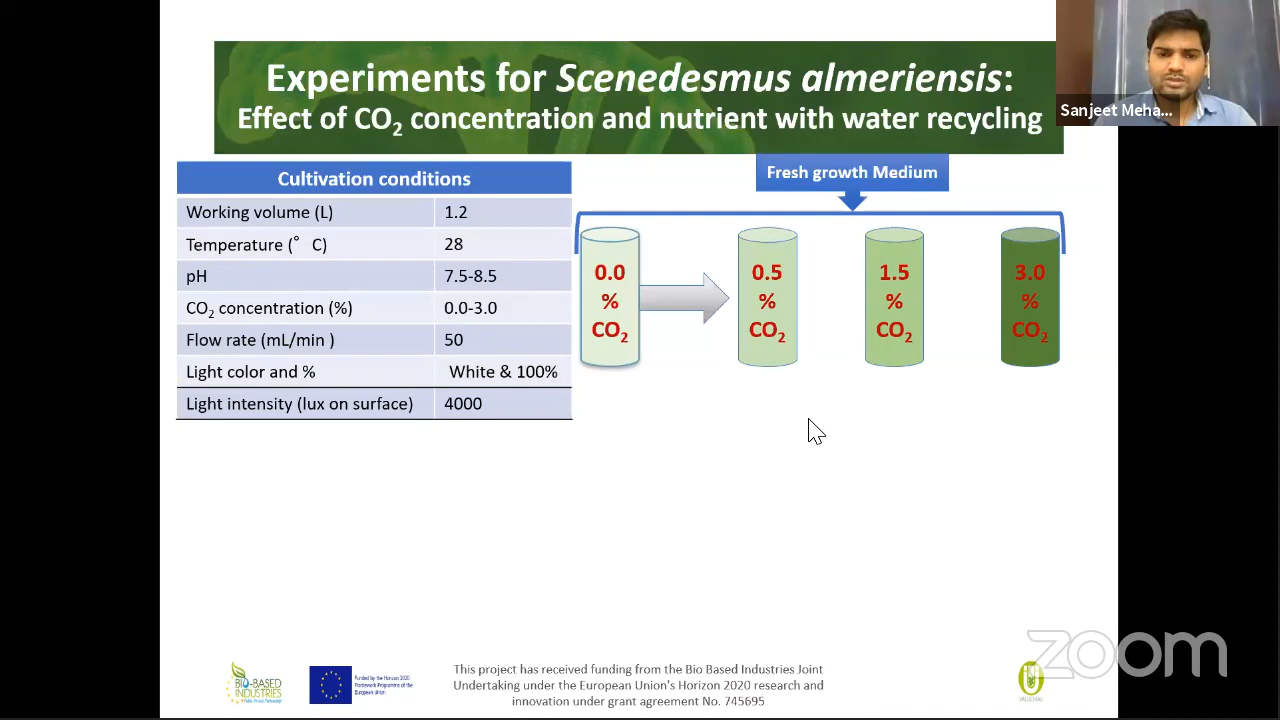 Experiments for Scenedesmus almeriensis:
Effect of CO₂ concentration and nutrient with water recycling
Sanjeet Meha...
Cultivation conditions
Working volume (L) 1.2
Temperature (° C) 28
pH 7.5-8.5
CO₂ concentration (%) 0.0-3.0
Flow rate (mL/min ) 50
Light color and % White & 100%
Light intensity (lux on surface) 4000
Fresh growth Medium
0.0
%
CO₂
0.5
%
CO₂
1.5
%
CO₂
3.0
%
CO₂
BIO-BASED
INDUSTRIES
Public-Private Partnership
Funded by the Horizon 2020
Framework Programme of the
European Union
This project has received funding from the Bio Based Industries Joint
Undertaking under the European Union's Horizon 2020 research and
innovation under grant agreement No. 745695
VALUEMAG
zoom